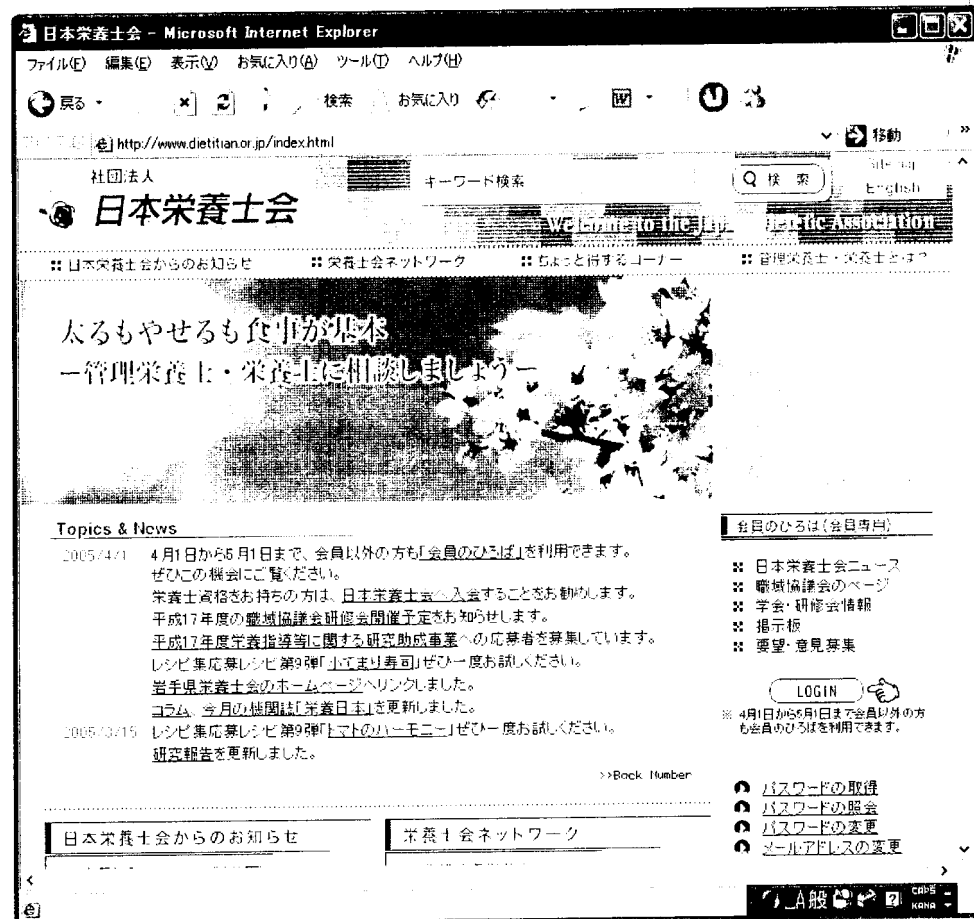 日本栄養士会 - Microsoft Internet Explorer
ファイル(F) 編集(E) 表示(V) お気に入り(A) ツール(T) ヘルプ(H)
戻る 検索 お気に入り
http://www.dietitian.or.jp/index.html 移動
社団法人
日本栄養士会
キーワード検索 検 索
English
Welcome to the
Association
日本栄養士会からのお知らせ 栄養士会ネットワーク ちょっと得するコーナー 管理栄養士・栄養士とは?
太るもやせるも食事が基本
ー管理栄養士・栄養士に相談しましょうー
Topics & News
2005/4/1 4月1日から5月1日まで、会員以外の方も「会員のひろば」を利用できます。
ぜひこの機会にご覧ください。
栄養士資格をお持ちの方は、日本栄養士会へ入会することをお勧めします。
平成17年度の職域協議会研修会開催予定をお知らせします。
平成17年度栄養指導等に関する研究助成事業への応募者を募集しています。
レシピ集応募レシピ第9弾「小てまり寿司」ぜひ一度お試しください。
岩手県栄養士会のホームページへリンクしました。
コラム、今月の機関誌「栄養日本」を更新しました。
2005/3/15 レシピ集応募レシピ第9弾「トマトのハーモニー」ぜひ一度お試しください。
研究報告を更新しました。
>>Back Number
会員のひろば(会員専用)
日本栄養士会ニュース
職域協議会のページ
学会・研修会情報
掲示板
要望・意見募集
LOGIN
※ 4月1日から5月1日まで会員以外の方
も会員のひろばを利用できます。
パスワードの取得
パスワードの照会
パスワードの変更
メールアドレスの変更
日本栄養士会からのお知らせ 栄養士会ネットワーク
A 般 CAPS
KANA